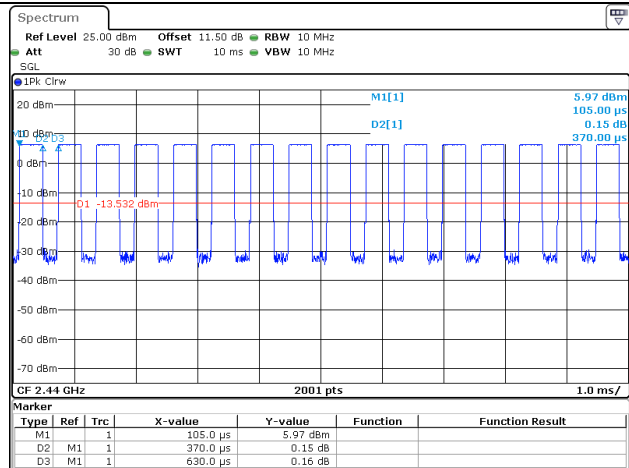 Spectrum
Ref Level 25.00 dBm Offset 11.50 dB RBW 10 MHz
Att 30 dB SWT 10 ms VBW 10 MHz
SGL
1Pk Clrw
M1[1] 5.97 dBm
105.00 µs
D2[1] 0.15 dB
370.00 µs
20 dBm
10 dBm
D2 D3
0 dBm
-10 dBm
D1 -13.532 dBm
-20 dBm
-30 dBm
-40 dBm
-50 dBm
-60 dBm
-70 dBm
CF 2.44 GHz 2001 pts 1.0 ms/
Marker
Type Ref Trc X-value Y-value Function Function Result
M1 1 105.0 µs 5.97 dBm
D2 M1 1 370.0 µs 0.15 dB
D3 M1 1 630.0 µs 0.16 dB